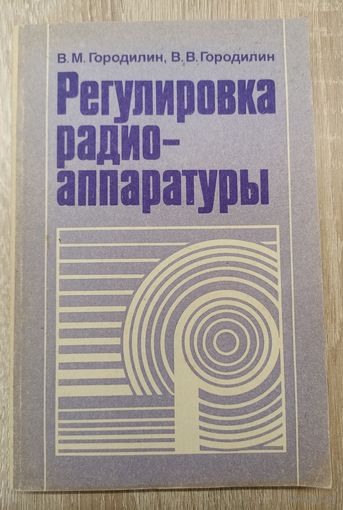 В. М. Городилин, В. В. Городилин
Регулировка
радио-
аппаратуры